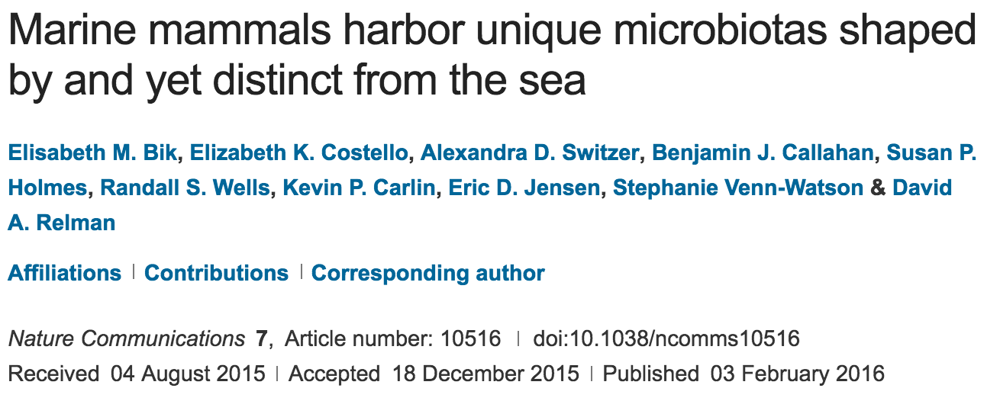 Marine mammals harbor unique microbiotas shaped
by and yet distinct from the sea
Elisabeth M. Bik, Elizabeth K. Costello, Alexandra D. Switzer, Benjamin J. Callahan, Susan P.
Holmes, Randall S. Wells, Kevin P. Carlin, Eric D. Jensen, Stephanie Venn-Watson & David
A. Relman
Affiliations | Contributions | Corresponding author
Nature Communications 7, Article number: 10516 | doi:10.1038/ncomms10516
Received 04 August 2015 | Accepted 18 December 2015 | Published 03 February 2016